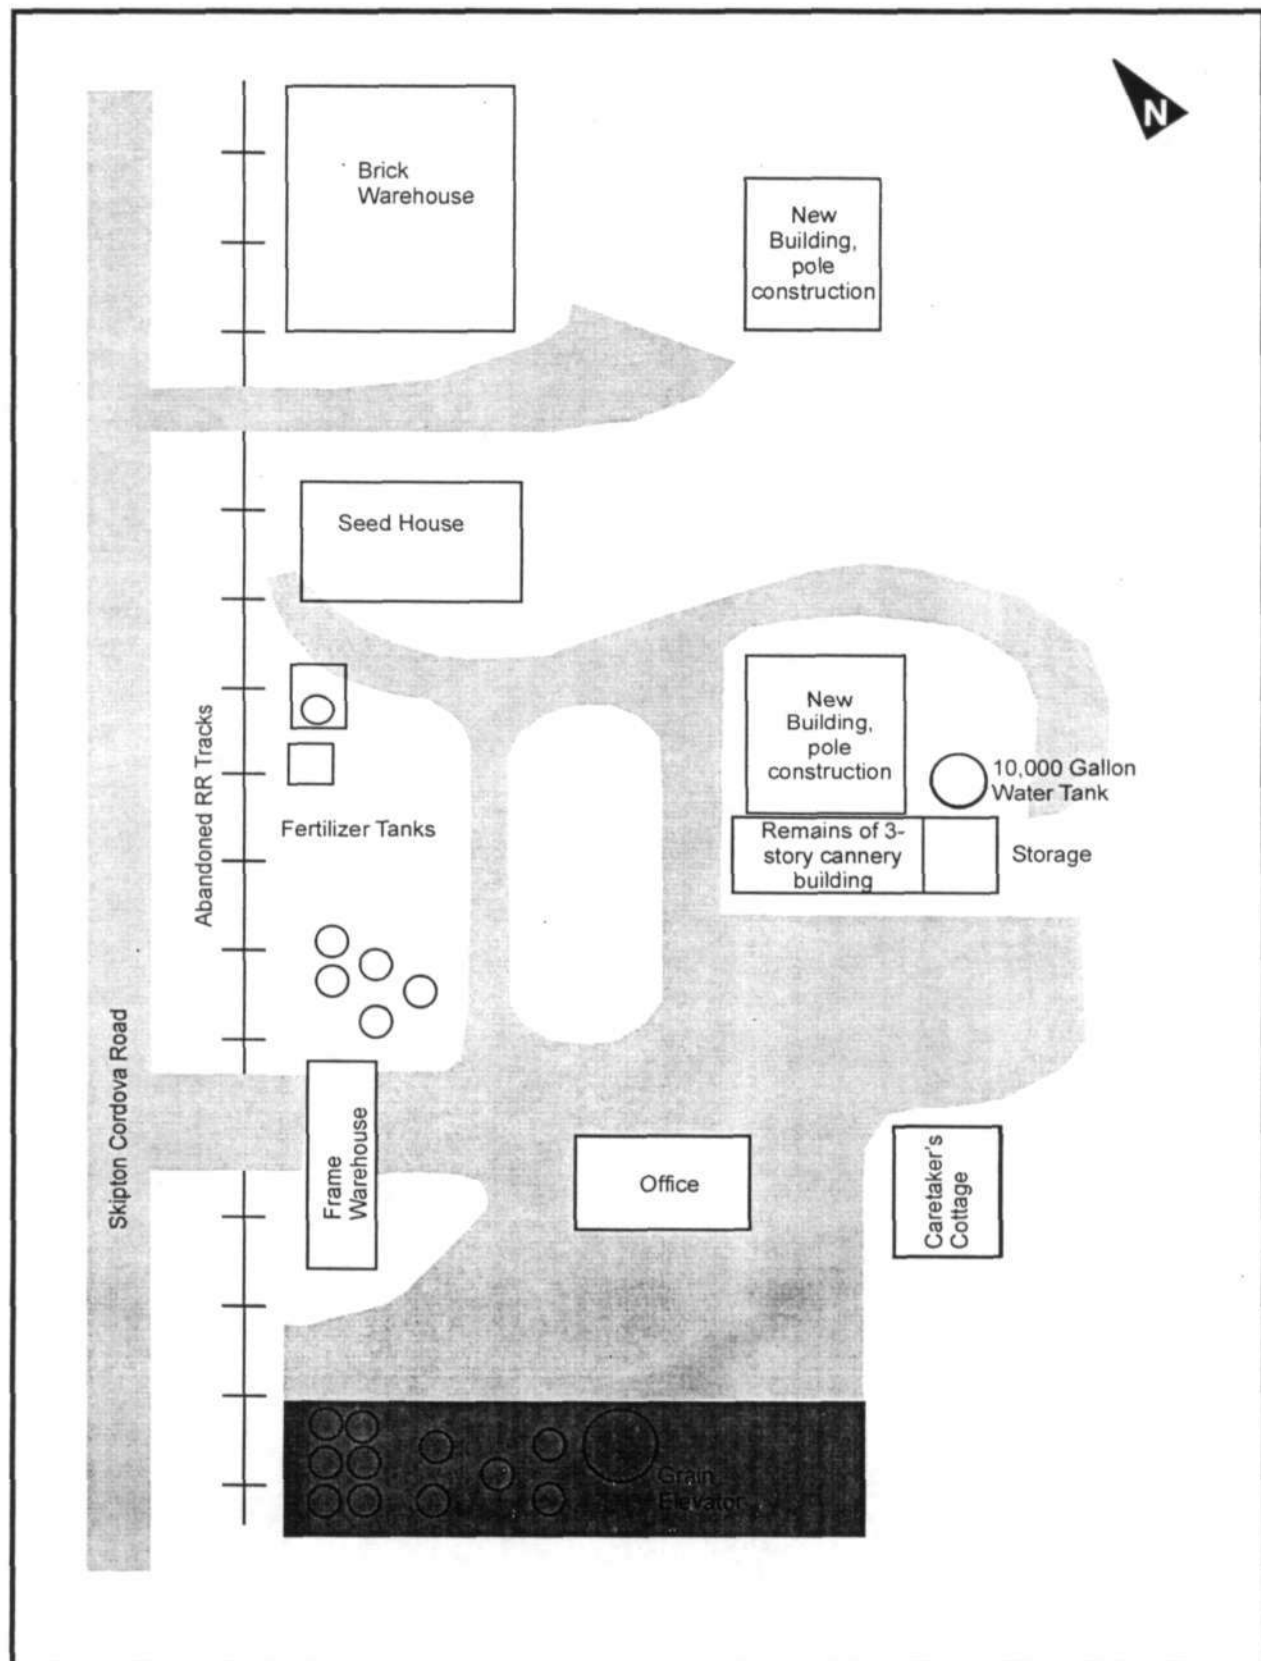 N
Brick
Warehouse
New
Building,
pole
construction
Seed House
Abandoned RR Tracks
New
Building,
pole
construction
10,000 Gallon
Water Tank
Fertilizer Tanks
Remains of 3-
story cannery
building
Storage
Skipton Cordova Road
Frame
Warehouse
Office
Caretaker's
Cottage
Grain
Elevator